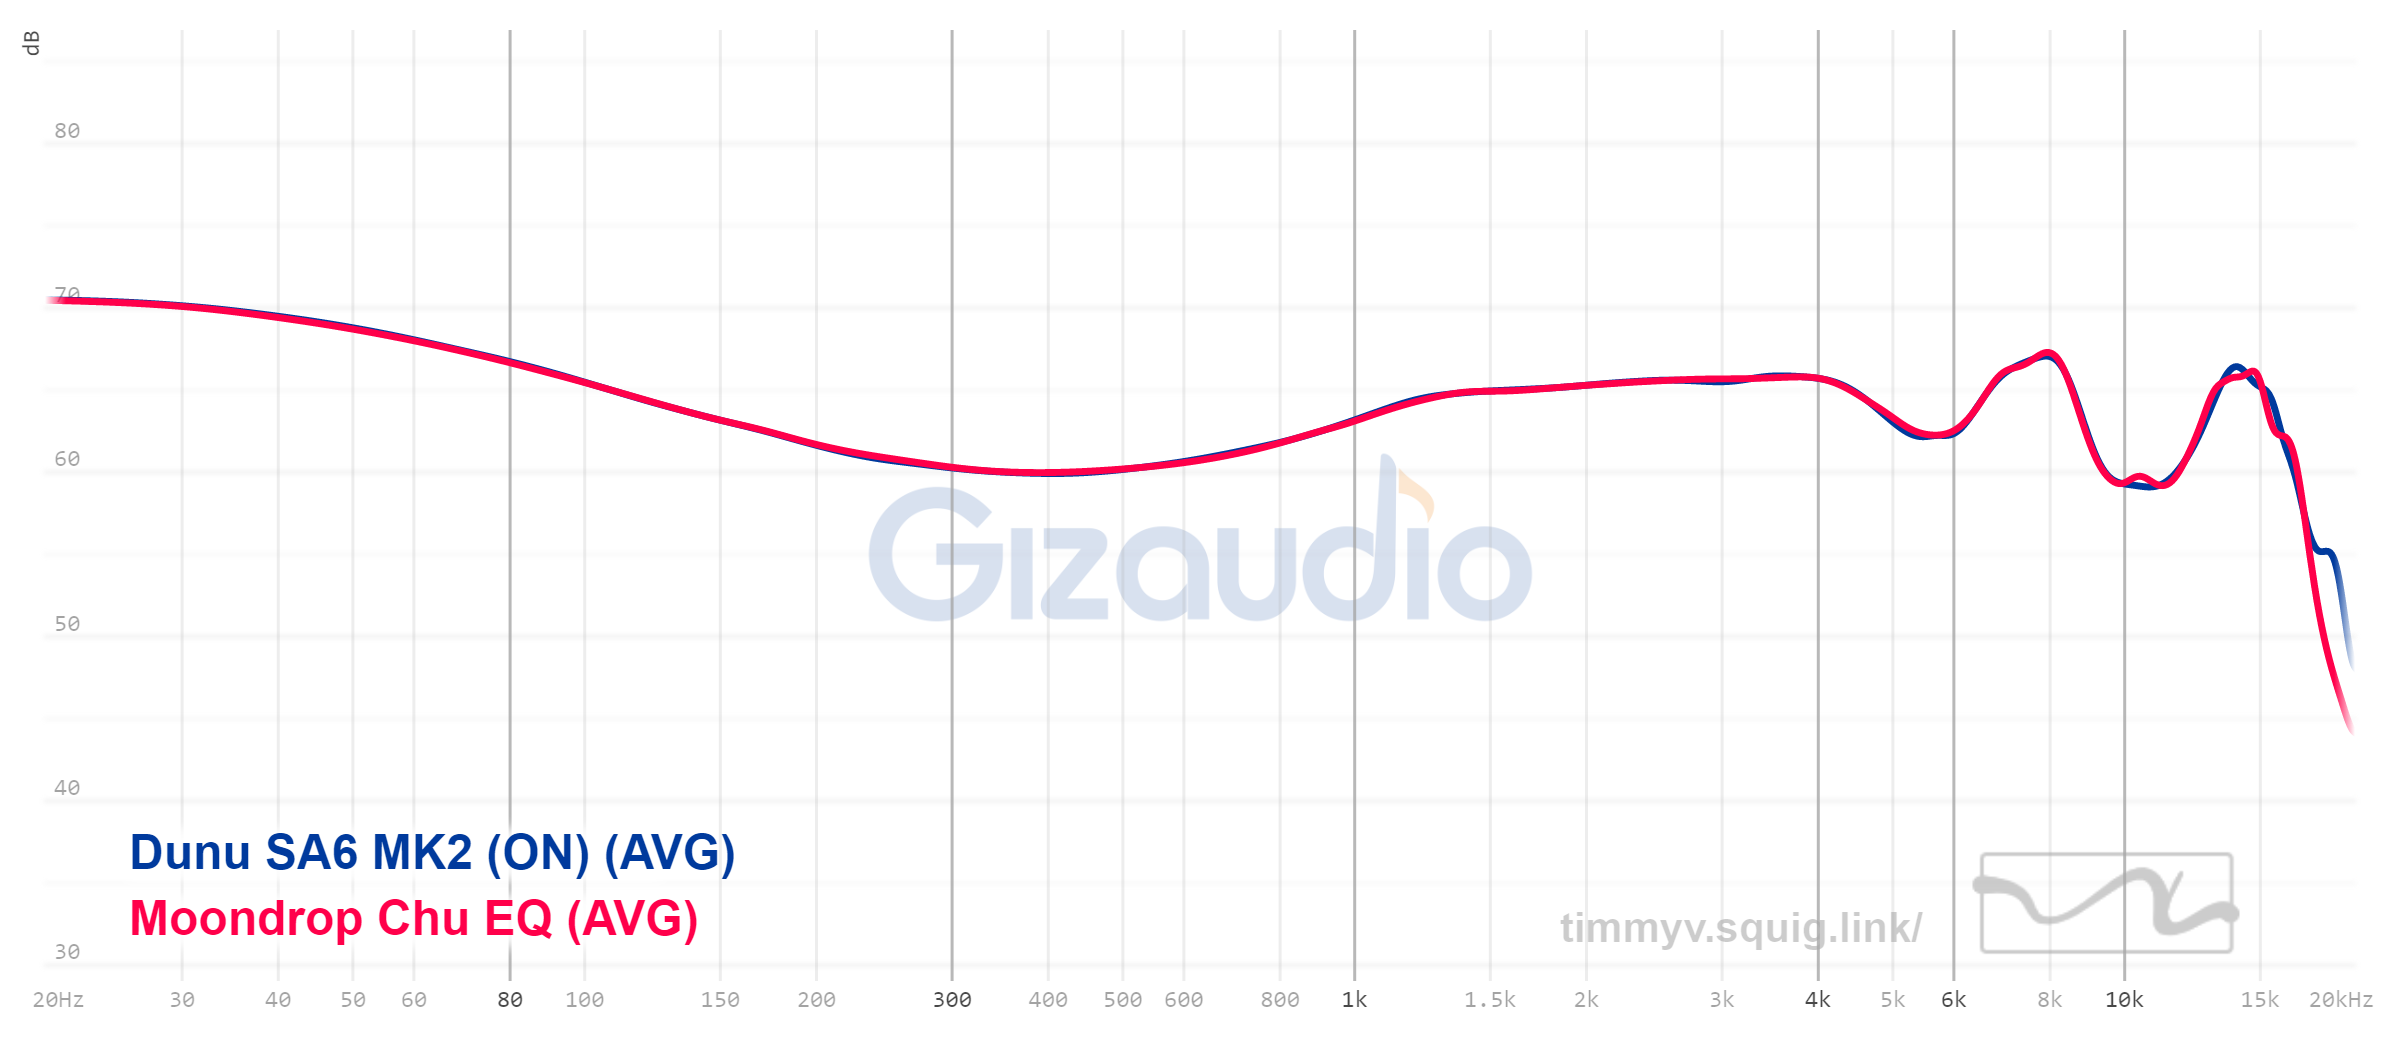 dB
80
70
60
50
40
30
Gizaudio
Dunu SA6 MK2 (ON) (AVG)
Moondrop Chu EQ (AVG)
timmyv.squig.link/
20Hz 30 40 50 60 80 100 150 200 300 400 500 600 800 1k 1.5k 2k 3k 4k 5k 6k 8k 10k 15k 20kHz